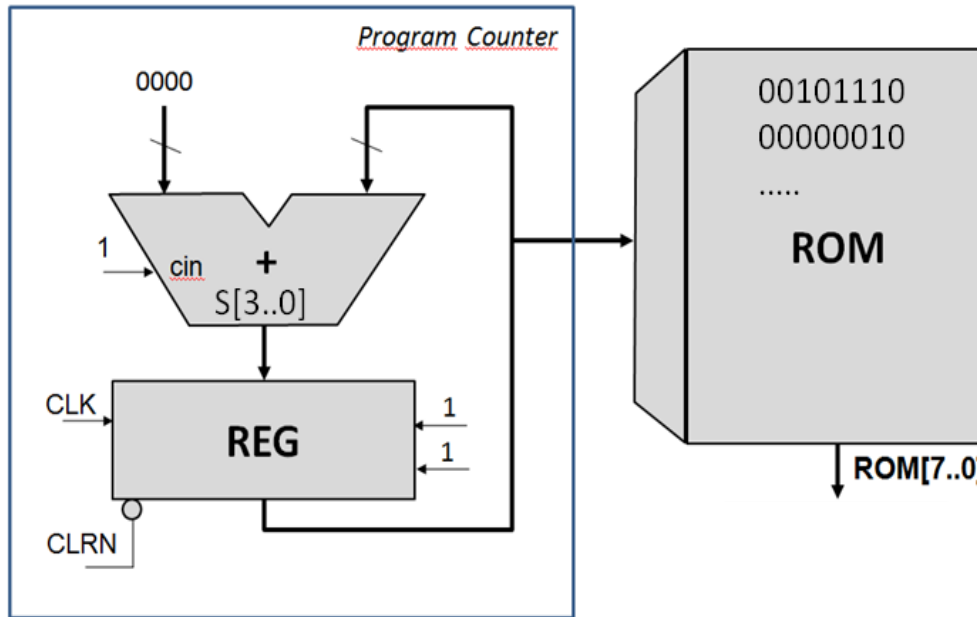 Program Counter
0000
1
cin
+
S[3..0]
CLK
REG
1
1
CLRN
00101110
00000010
.....
ROM
ROM[7..0]